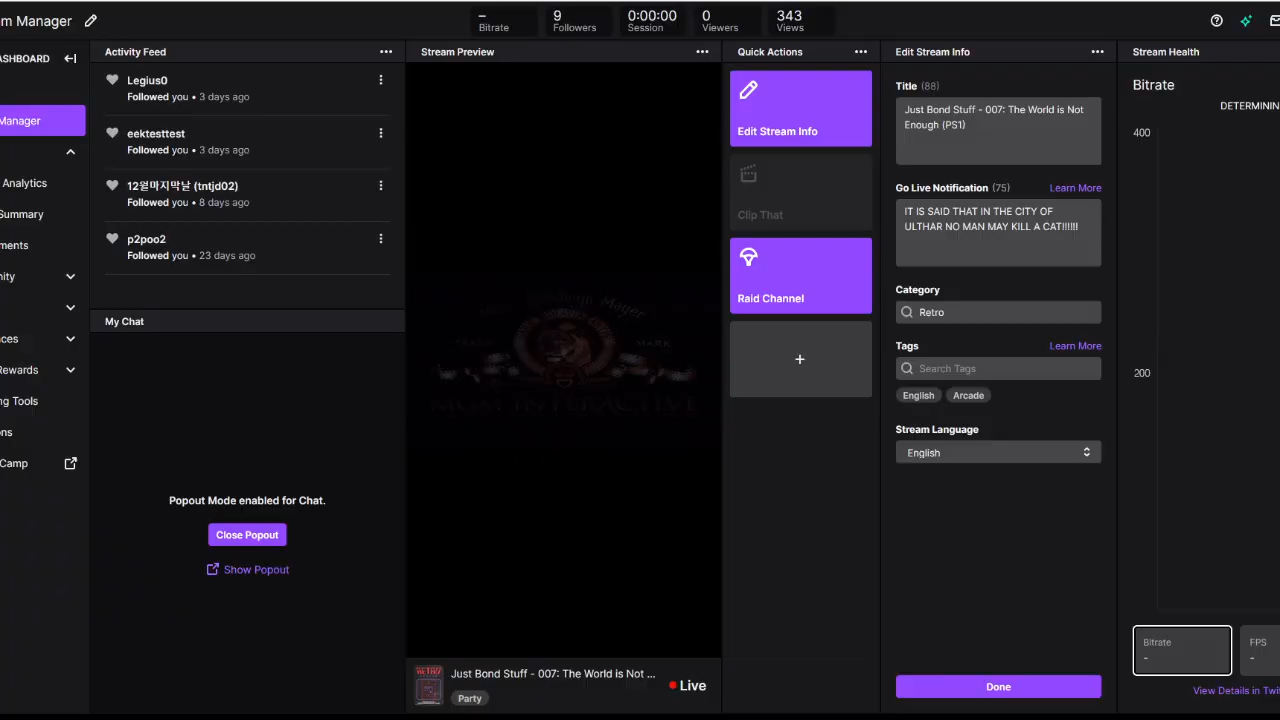 m Manager
–
Bitrate
9
Followers
0:00:00
Session
0
Viewers
343
Views
ASHBOARD
Manager
Analytics
Summary
ments
nity
ces
Rewards
ng Tools
ons
Camp
Activity Feed
Legius0
Followed you • 3 days ago
eektesttest
Followed you • 3 days ago
12월마지막날 (tntjd02)
Followed you • 8 days ago
p2poo2
Followed you • 23 days ago
My Chat
Popout Mode enabled for Chat.
Close Popout
Show Popout
Stream Preview
MARK
MGM INTERACTIVE
Just Bond Stuff - 007: The World is Not ...
Party
Live
Quick Actions
Edit Stream Info
Clip That
Raid Channel
+
Edit Stream Info
Title (88)
Just Bond Stuff - 007: The World is Not
Enough (PS1)
Go Live Notification (75)
Learn More
IT IS SAID THAT IN THE CITY OF
ULTHAR NO MAN MAY KILL A CAT!!!!!!
Category
Retro
Tags
Learn More
Search Tags
English
Arcade
Stream Language
English
Done
Stream Health
Bitrate
DETERMININ
400
200
Bitrate
-
FPS
-
View Details in Twi